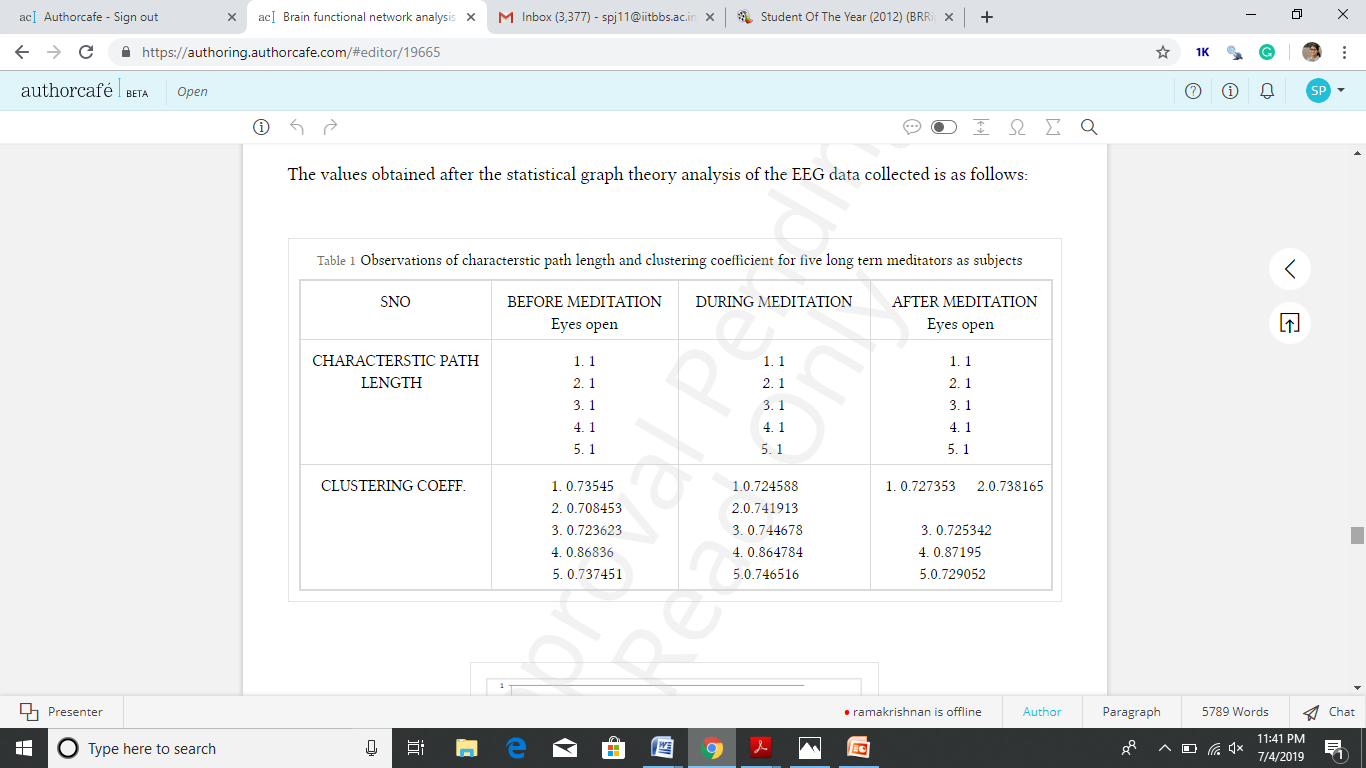 Authorcafe - Sign out
Brain functional network analysis
Inbox (3,377) - spj11@iitbbs.ac.in
Student Of The Year (2012) (BRRi
https://authoring.authorcafe.com/#editor/19665
1K
authorcafé BETA Open
SP
The values obtained after the statistical graph theory analysis of the EEG data collected is as follows:
Table 1 Observations of characterstic path length and clustering coefficient for five long tern meditators as subjects
SNO BEFORE MEDITATION DURING MEDITATION AFTER MEDITATION
Eyes open Eyes open
CHARACTERSTIC PATH 1. 1 1. 1 1. 1
LENGTH 2. 1 2. 1 2. 1
3. 1 3. 1 3. 1
4. 1 4. 1 4. 1
5. 1 5. 1 5. 1
CLUSTERING COEFF. 1. 0.73545 1.0.724588 1. 0.727353 2.0.738165
2. 0.708453 2.0.741913
3. 0.723623 3. 0.744678 3. 0.725342
4. 0.86836 4. 0.864784 4. 0.87195
5. 0.737451 5.0.746516 5.0.729052
1
Read Only
Presenter ramakrishnan is offline Author Paragraph 5789 Words Chat
Type here to search
11:41 PM
7/4/2019
1